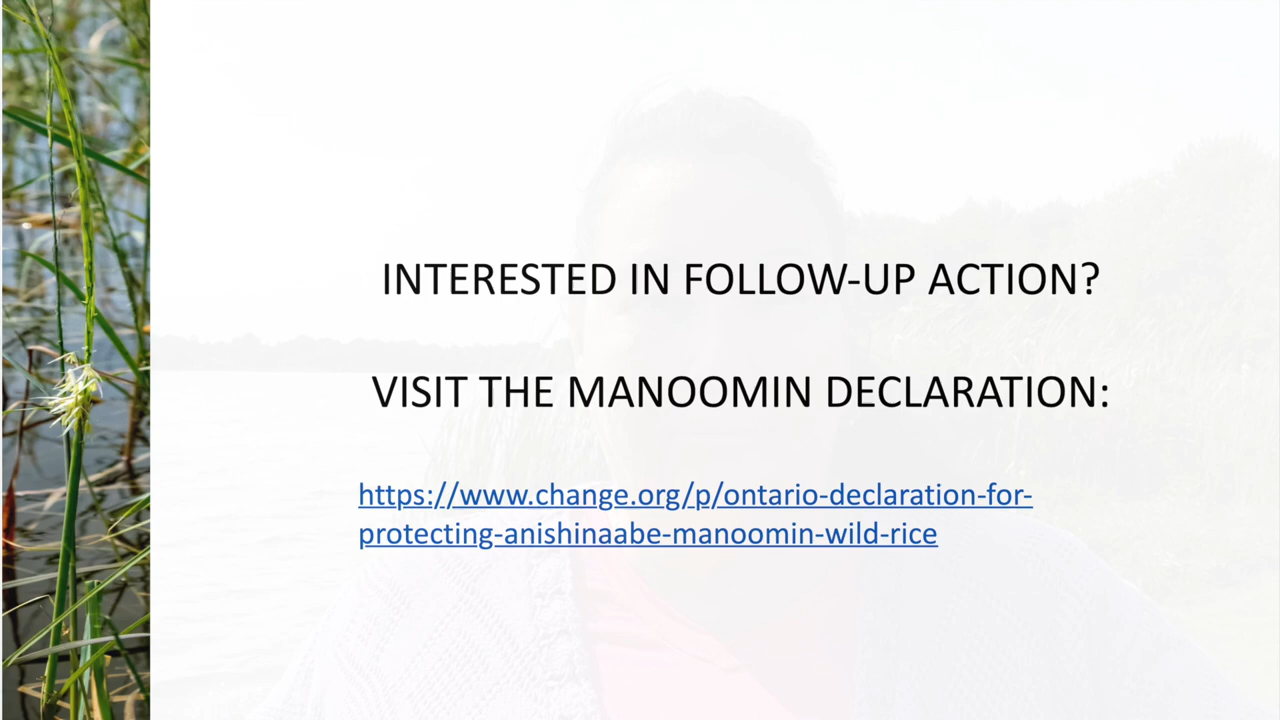 INTERESTED IN FOLLOW-UP ACTION?
VISIT THE MANOOMIN DECLARATION:
https://www.change.org/p/ontario-declaration-for-
protecting-anishinaabe-manoomin-wild-rice